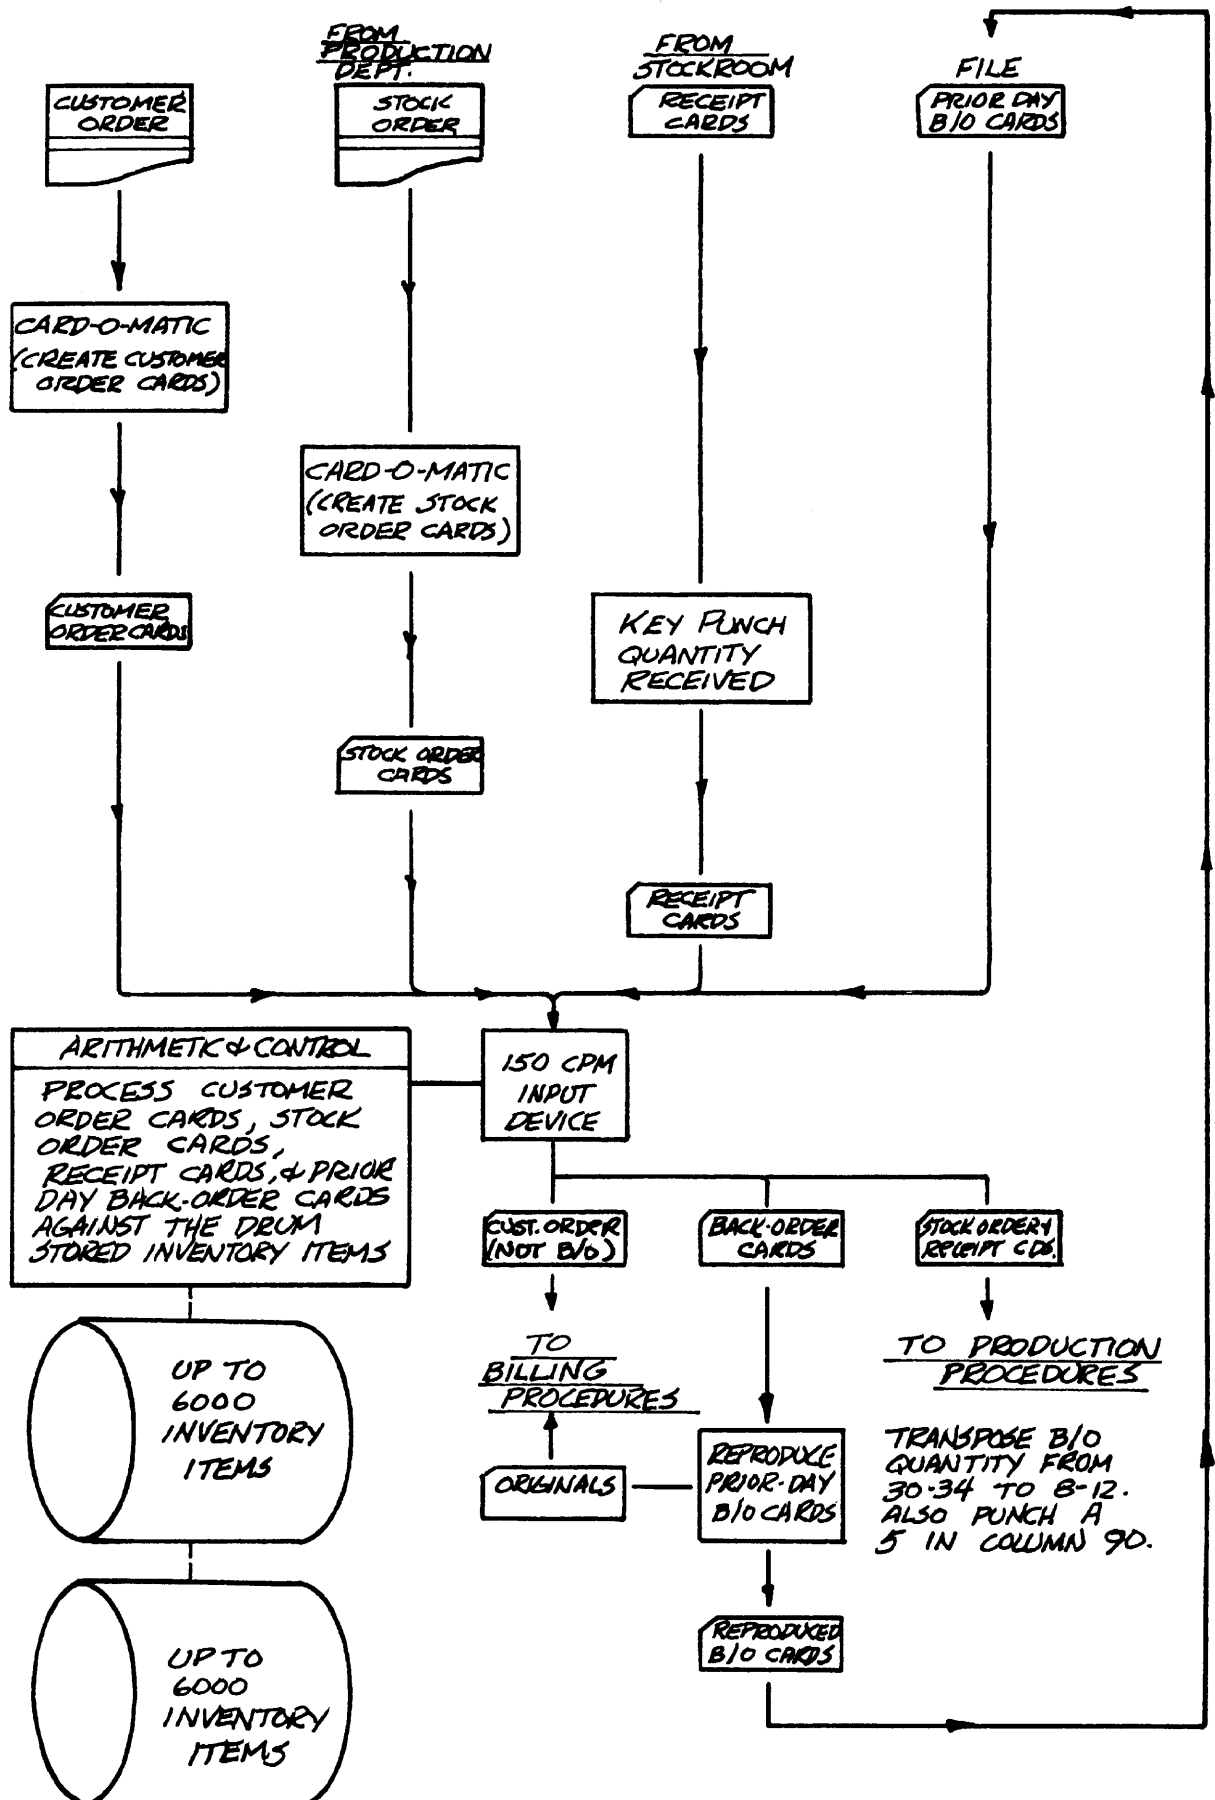 FROM
PRODUCTION
DEPT.
FROM
STOCKROOM
FILE
CUSTOMER
ORDER
STOCK
ORDER
RECEIPT
CARDS
PRIOR DAY
B/O CARDS
CARD-O-MATIC
(CREATE CUSTOMER
ORDER CARDS)
CARD-O-MATIC
(CREATE STOCK
ORDER CARDS)
CUSTOMER
ORDER CARDS
KEY PUNCH
QUANTITY
RECEIVED
STOCK ORDER
CARDS
RECEIPT
CARDS
ARITHMETIC & CONTROL
PROCESS CUSTOMER
ORDER CARDS, STOCK
ORDER CARDS,
RECEIPT CARDS, & PRIOR
DAY BACK-ORDER CARDS
AGAINST THE DRUM
STORED INVENTORY ITEMS
150 CPM
INPUT
DEVICE
CUST. ORDER
(NOT B/O)
BACK-ORDER
CARDS
STOCK ORDER Y
RECEIPT CDS.
TO
BILLING
PROCEDURES
TO PRODUCTION
PROCEDURES
UP TO
6000
INVENTORY
ITEMS
ORIGINALS
REPRODUCE
PRIOR-DAY
B/O CARDS
TRANSPOSE B/O
QUANTITY FROM
30-34 TO 8-12.
ALSO PUNCH A
5 IN COLUMN 90.
REPRODUCED
B/O CARDS
UP TO
6000
INVENTORY
ITEMS